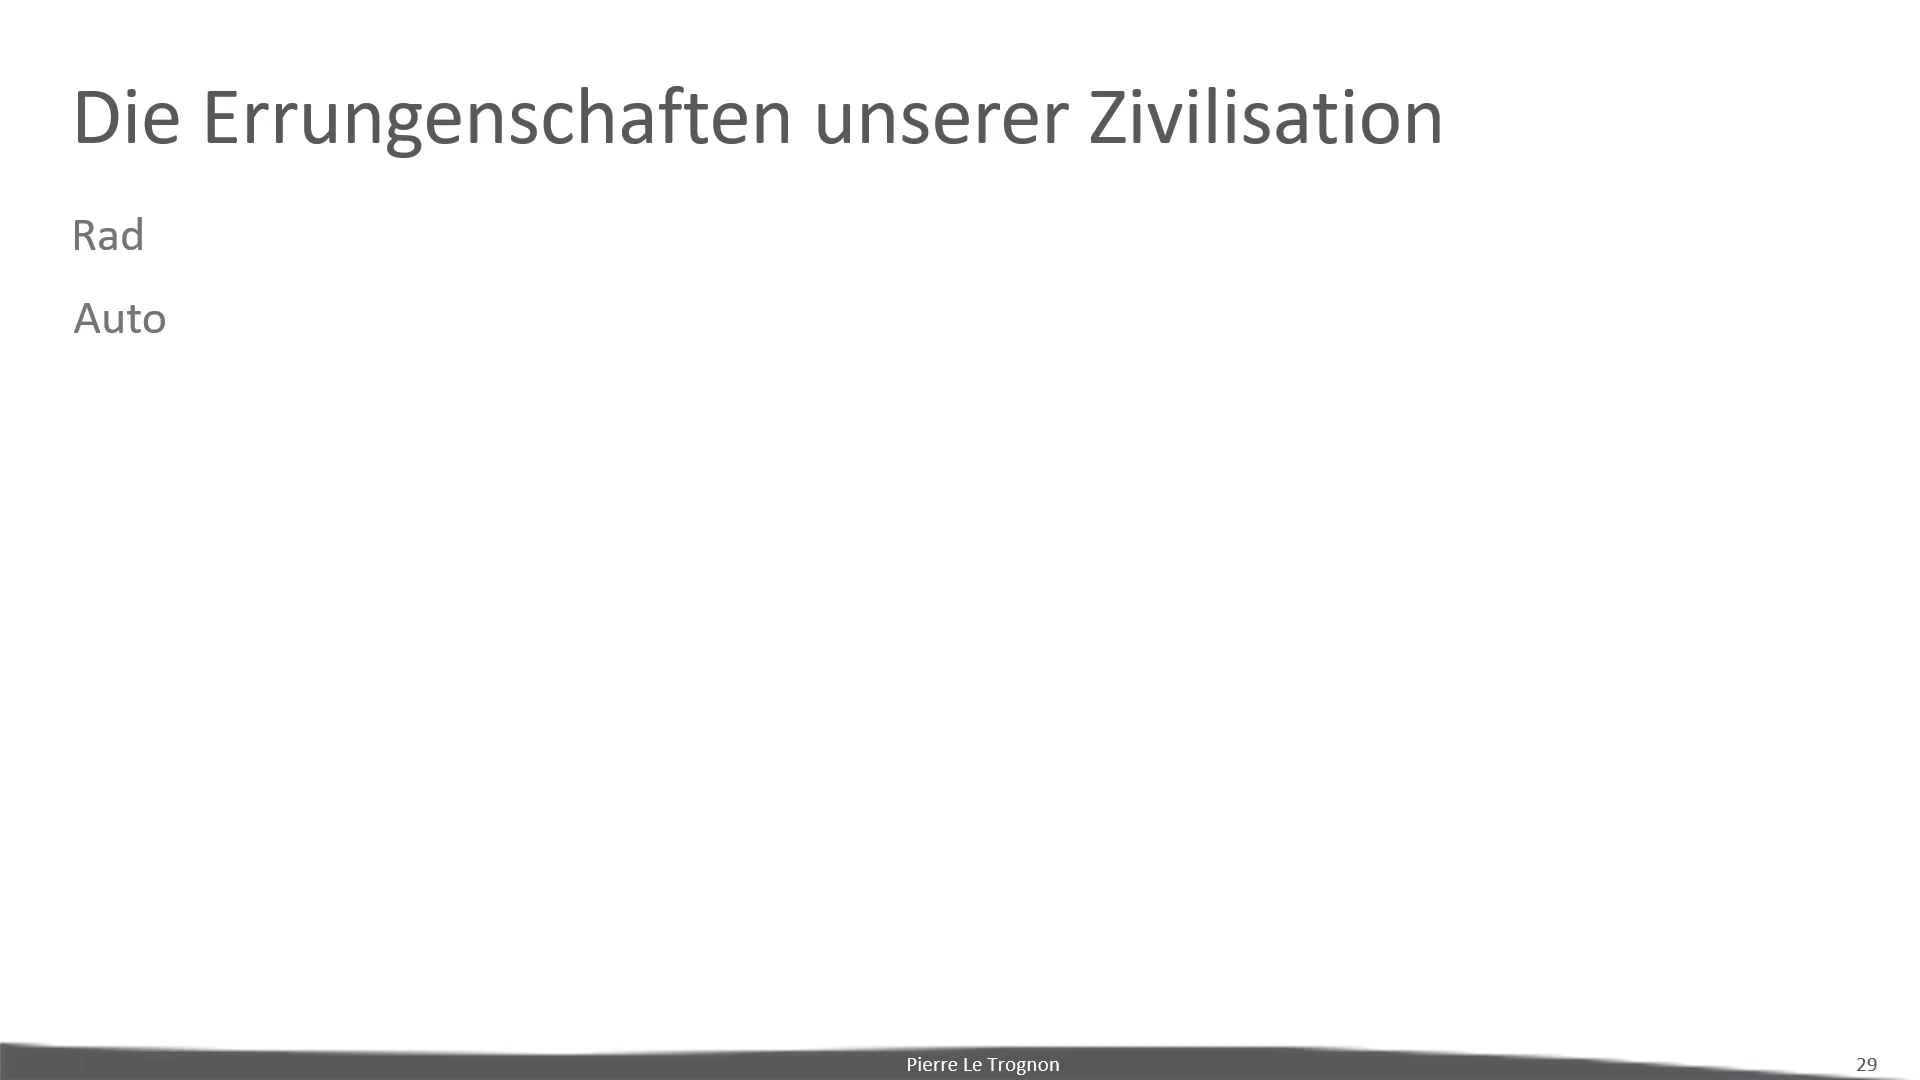 Die Errungenschaften unserer Zivilisation
Rad
Auto
Pierre Le Trognon
29